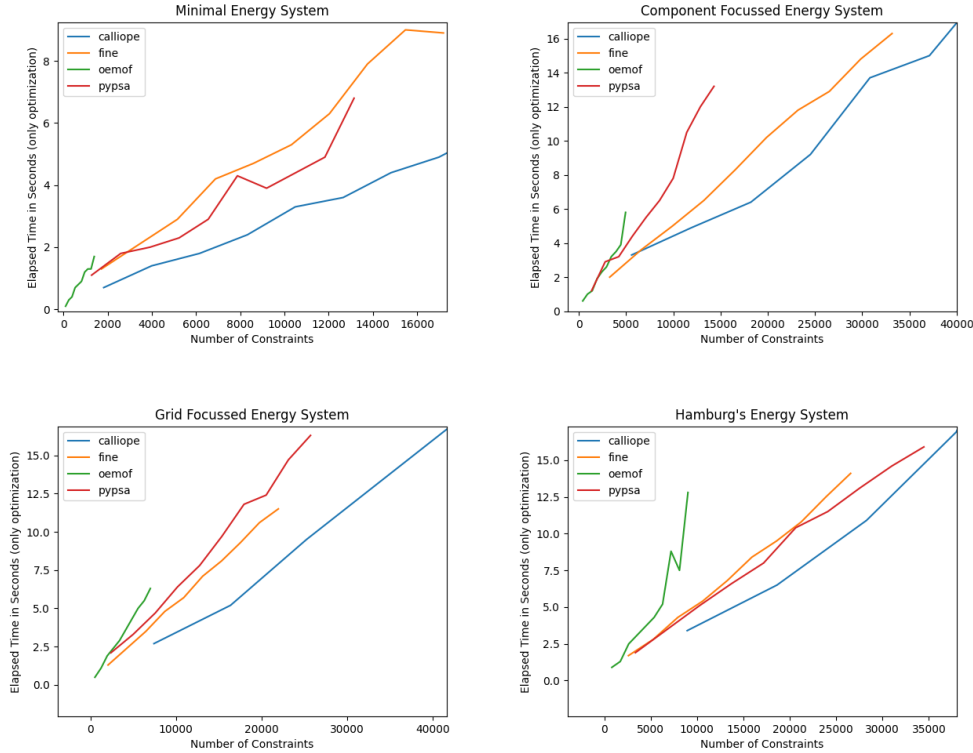 Minimal Energy System
Elapsed Time in Seconds (only optimization)
8
6
4
2
0
calliope
fine
oemof
pypsa
0 2000 4000 6000 8000 10000 12000 14000 16000
Number of Constraints
Component Focussed Energy System
Elapsed Time in Seconds (only optimization)
16
14
12
10
8
6
4
2
0
calliope
fine
oemof
pypsa
0 5000 10000 15000 20000 25000 30000 35000 40000
Number of Constraints
Grid Focussed Energy System
Elapsed Time in Seconds (only optimization)
15.0
12.5
10.0
7.5
5.0
2.5
0.0
calliope
fine
oemof
pypsa
0 10000 20000 30000 40000
Number of Constraints
Hamburg's Energy System
Elapsed Time in Seconds (only optimization)
15.0
12.5
10.0
7.5
5.0
2.5
0.0
calliope
fine
oemof
pypsa
0 5000 10000 15000 20000 25000 30000 35000
Number of Constraints